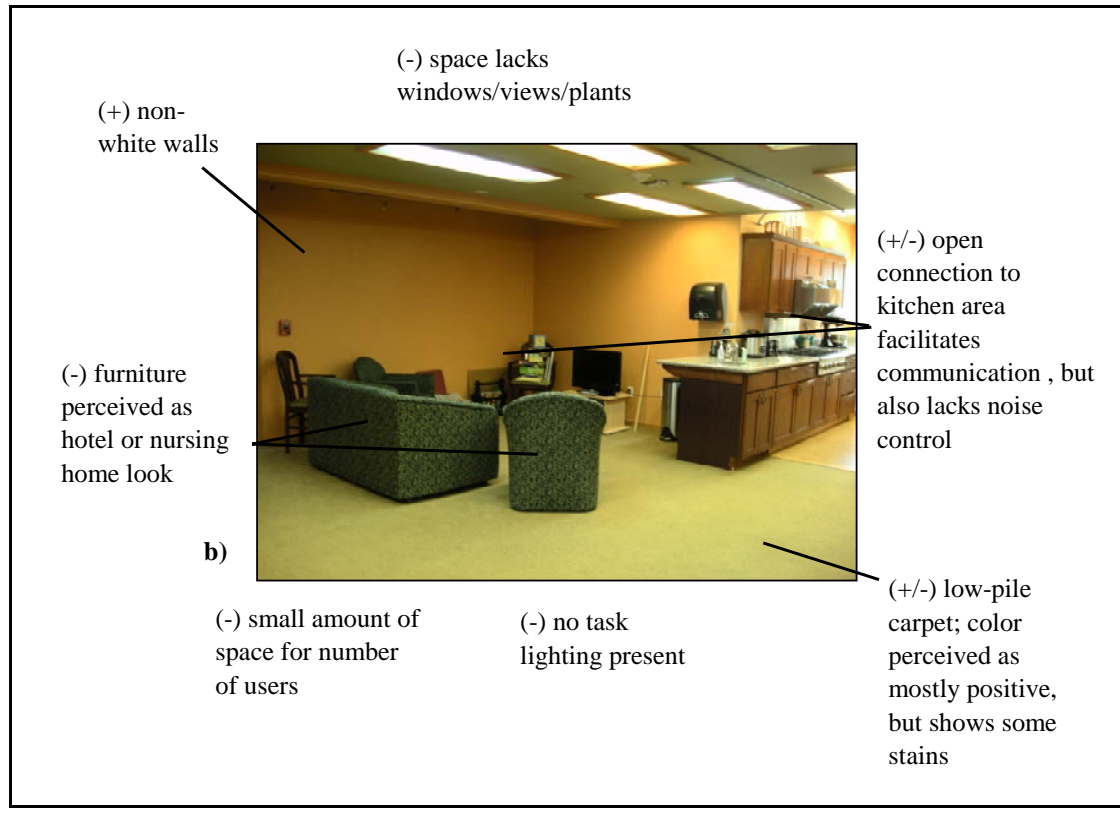 (-) space lacks
windows/views/plants
(+) non-
white walls
(+/-) open
connection to
kitchen area
facilitates
communication , but
also lacks noise
control
(-) furniture
perceived as
hotel or nursing
home look
b)
(-) small amount of
space for number
of users
(-) no task
lighting present
(+/-) low-pile
carpet; color
perceived as
mostly positive,
but shows some
stains